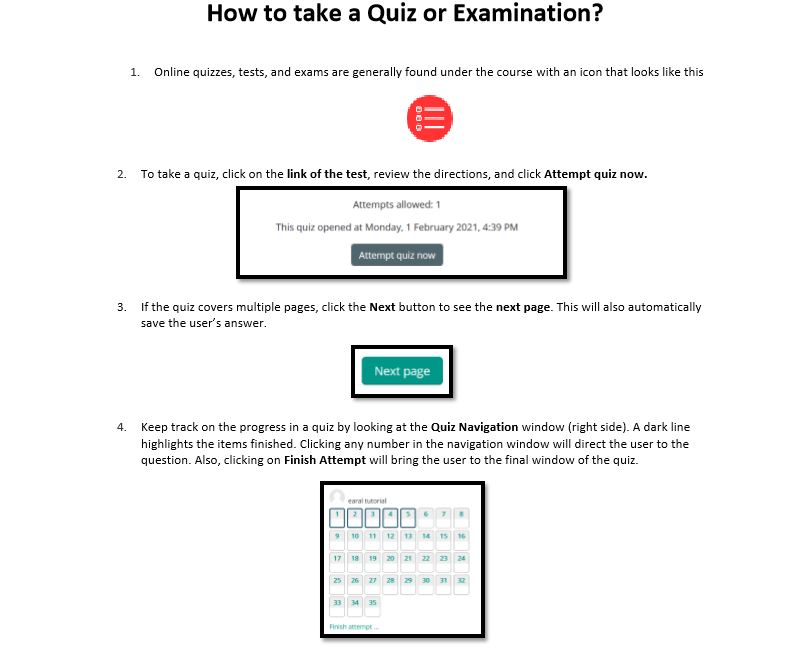 How to take a Quiz or Examination?
1. Online quizzes, tests, and exams are generally found under the course with an icon that looks like this
2. To take a quiz, click on the link of the test, review the directions, and click Attempt quiz now.
Attempts allowed: 1
This quiz opened at Monday, 1 February 2021, 4:39 PM
Attempt quiz now
3. If the quiz covers multiple pages, click the Next button to see the next page. This will also automatically
save the user's answer.
Next page
4. Keep track on the progress in a quiz by looking at the Quiz Navigation window (right side). A dark line
highlights the items finished. Clicking any number in the navigation window will direct the user to the
question. Also, clicking on Finish Attempt will bring the user to the final window of the quiz.
earal tutorial
1 2 3 4 5 6 7 8
9 10 11 12 13 14 15 16
17 18 19 20 21 22 23 24
25 26 27 28 29 30 31 32
33 34 35
Finish attempt ...